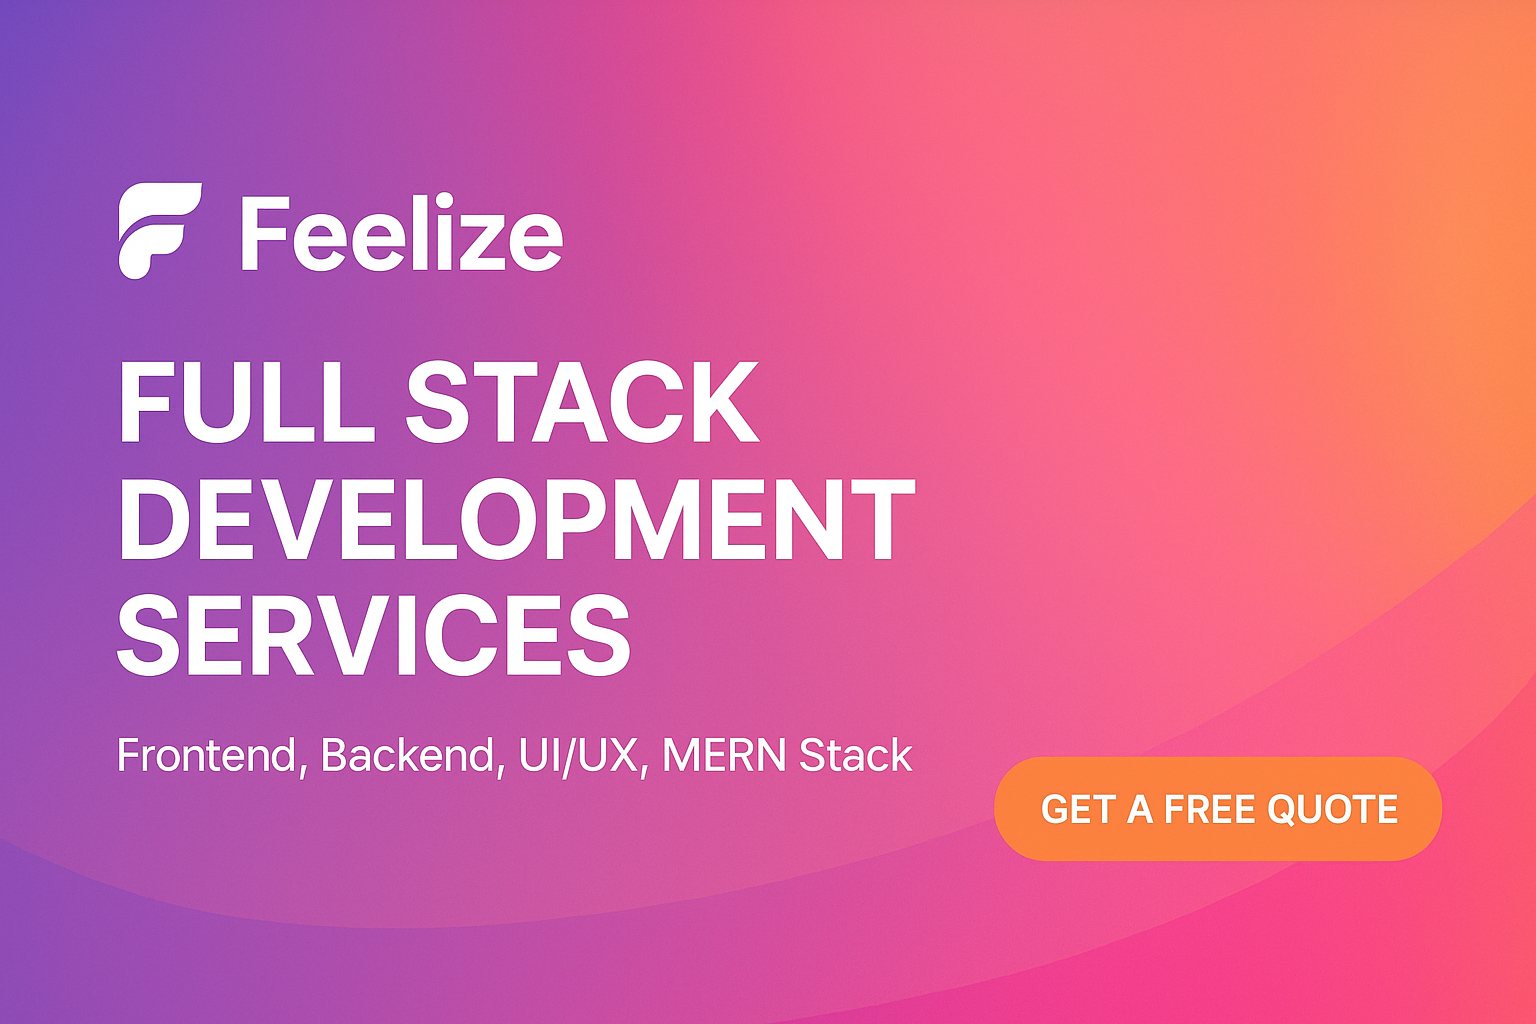 Feelize
FULL STACK
DEVELOPMENT
SERVICES
Frontend, Backend, UI/UX, MERN Stack
GET A FREE QUOTE